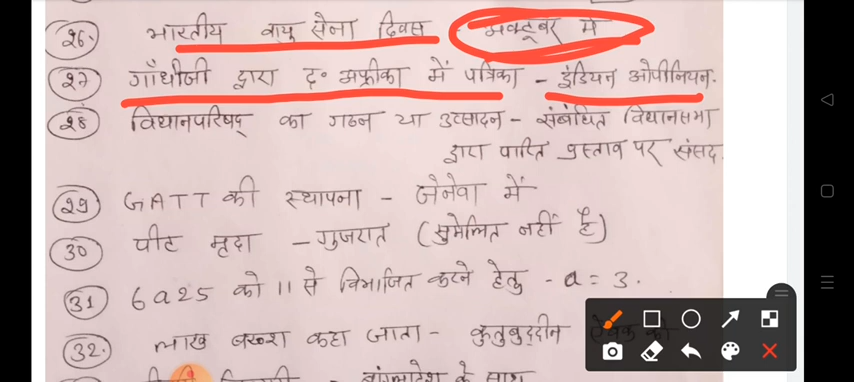 26. भारतीय वायु सेना दिवस - अक्टूबर में
27 गाँधीजी द्वारा द० अफ्रीका में पत्रिका - इंडियन ओपीनियन.
28 विधानपरिषद् का गठन या उत्सादन - संबंधित विधानसभा
द्वारा पारित प्रस्ताव पर संसद
29 GATT की स्थापना - जेनेवा में
30 पीट मृदा - गुजरात (सुमेलित नहीं है)
31 6a25 को 11 से विभाजित करने हेतु - a = 3.
32. लाख बख्श कहा जाता - कुतुबुद्दीन ऐबक को
बांग्लादेश के साथ